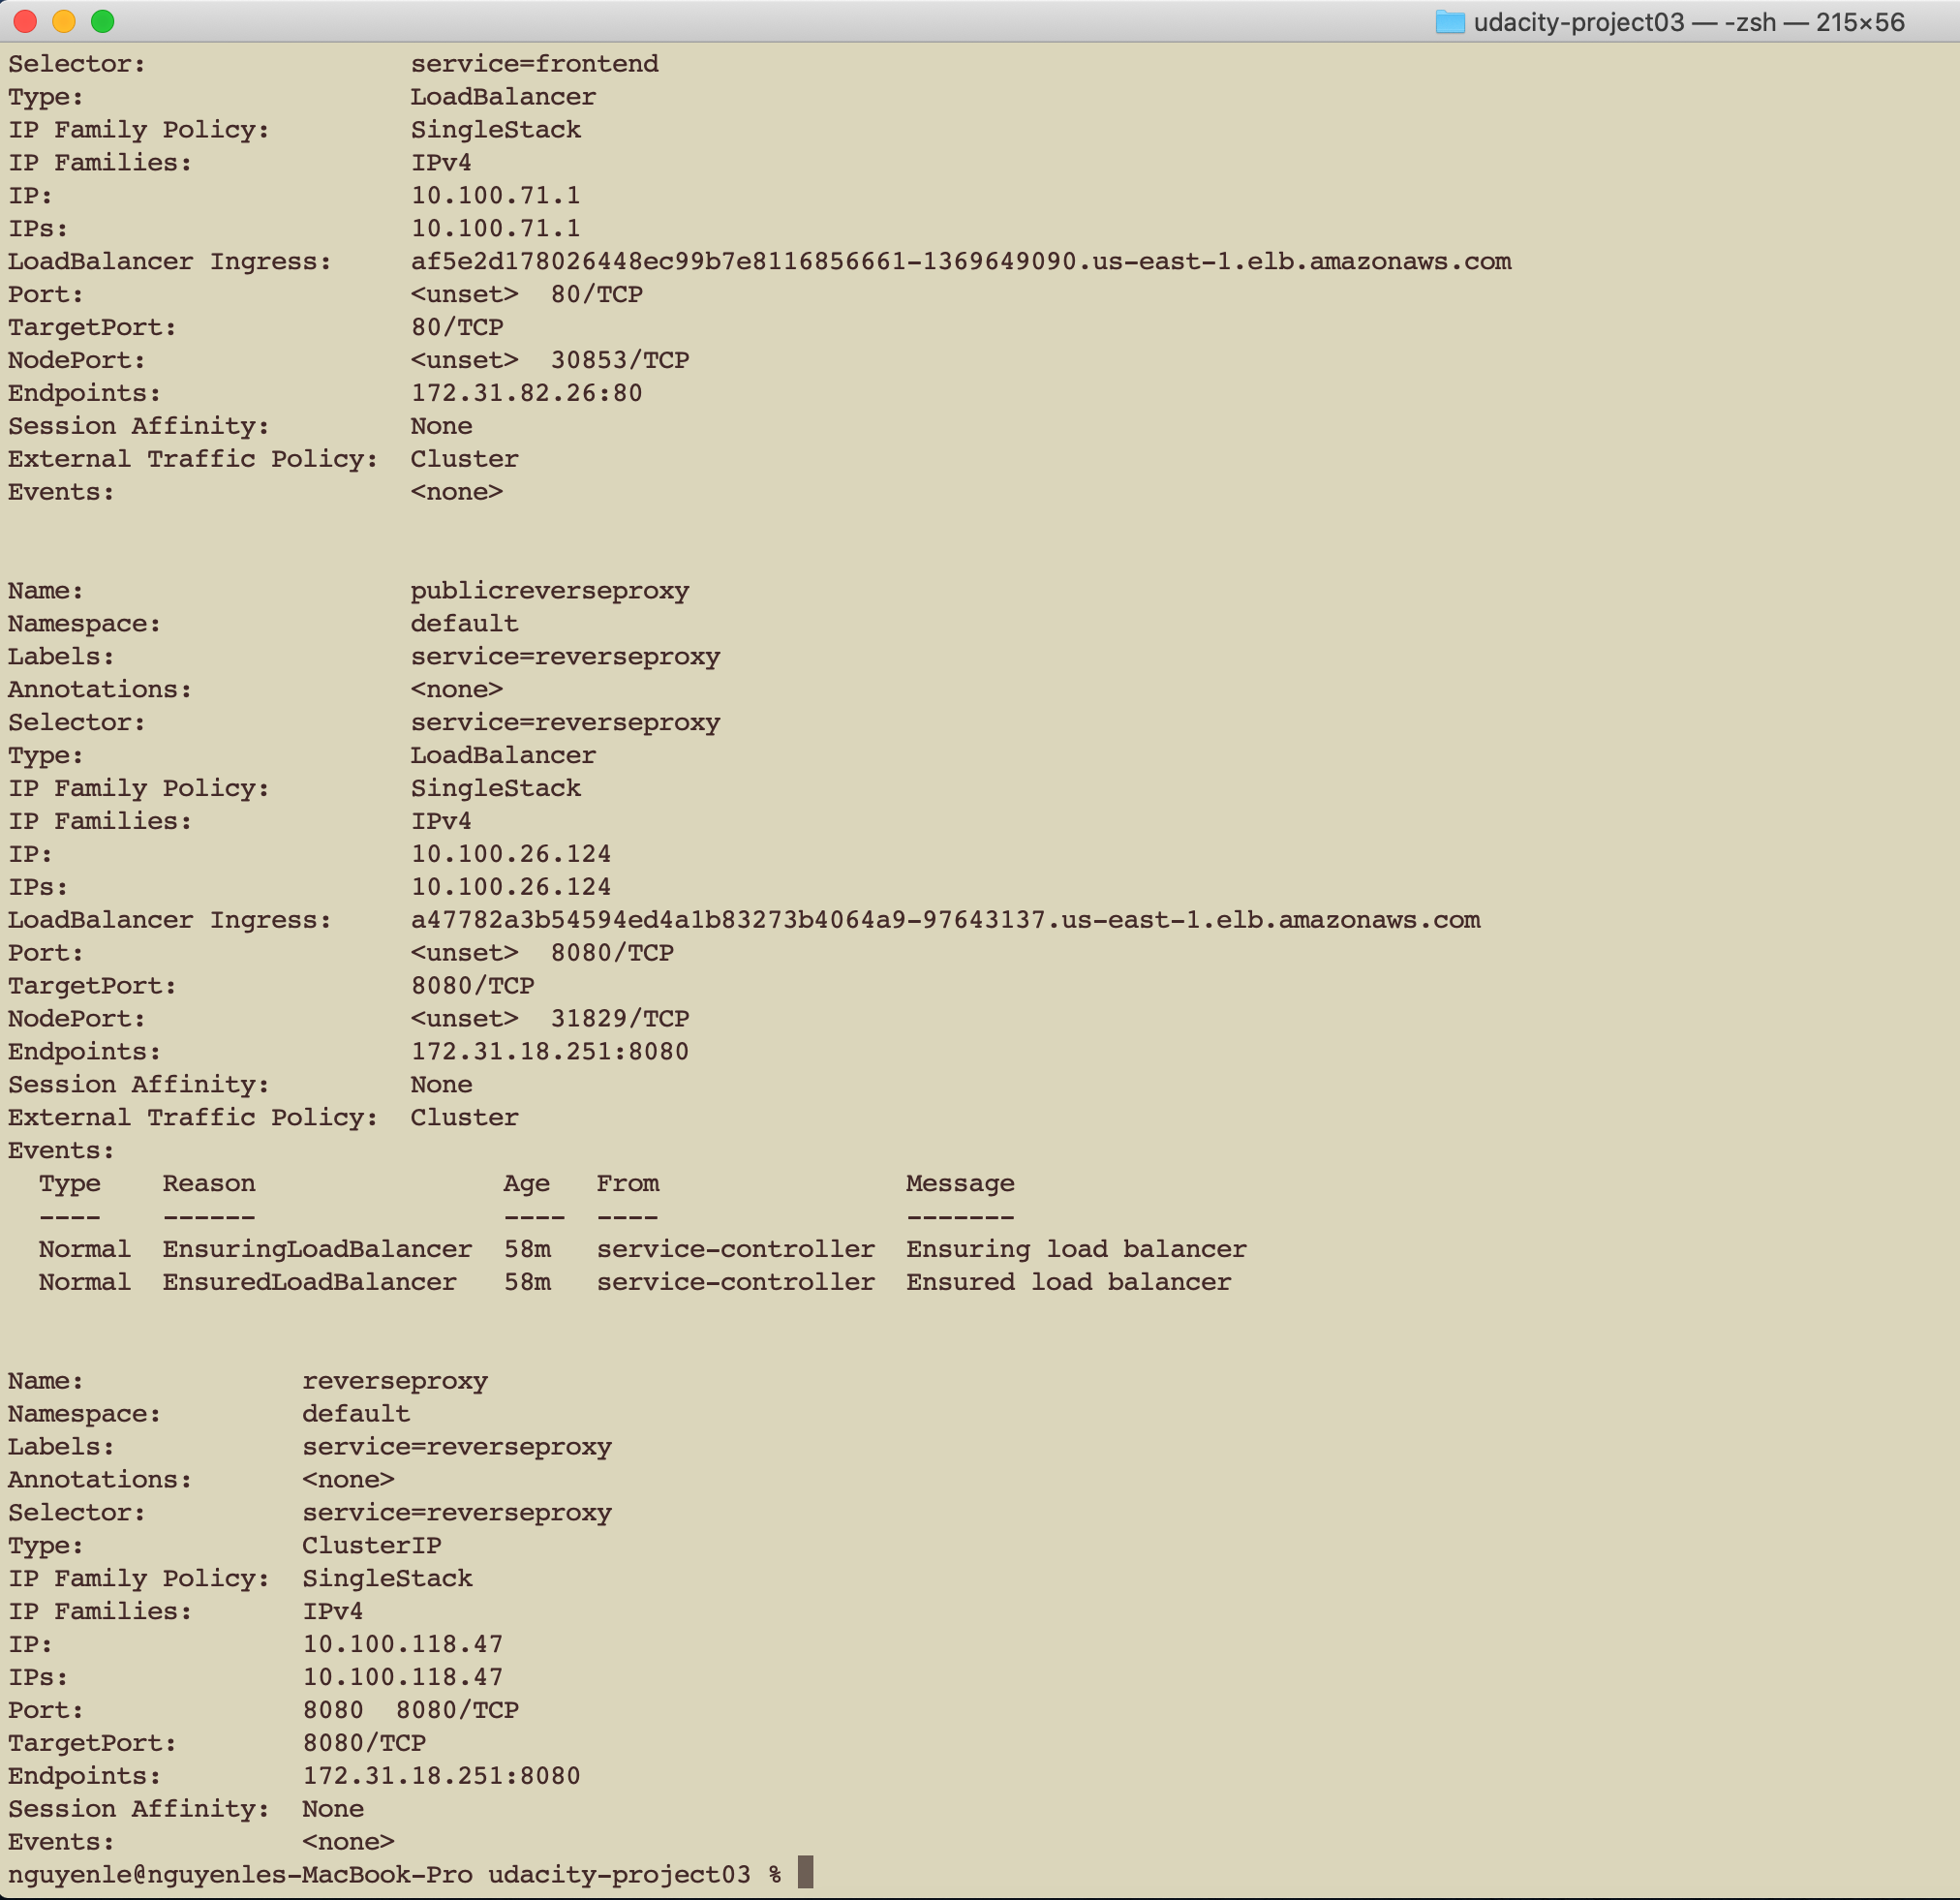 udacity-project03 — -zsh — 215×56
Selector:                 service=frontend
Type:                     LoadBalancer
IP Family Policy:         SingleStack
IP Families:              IPv4
IP:                       10.100.71.1
IPs:                      10.100.71.1
LoadBalancer Ingress:     af5e2d178026448ec99b7e8116856661-1369649090.us-east-1.elb.amazonaws.com
Port:                     <unset>  80/TCP
TargetPort:               80/TCP
NodePort:                 <unset>  30853/TCP
Endpoints:                172.31.82.26:80
Session Affinity:         None
External Traffic Policy:  Cluster
Events:                   <none>
Name:                     publicreverseproxy
Namespace:                default
Labels:                   service=reverseproxy
Annotations:              <none>
Selector:                 service=reverseproxy
Type:                     LoadBalancer
IP Family Policy:         SingleStack
IP Families:              IPv4
IP:                       10.100.26.124
IPs:                      10.100.26.124
LoadBalancer Ingress:     a47782a3b54594ed4a1b83273b4064a9-97643137.us-east-1.elb.amazonaws.com
Port:                     <unset>  8080/TCP
TargetPort:               8080/TCP
NodePort:                 <unset>  31829/TCP
Endpoints:                172.31.18.251:8080
Session Affinity:         None
External Traffic Policy:  Cluster
Events:
  Type    Reason                Age   From                Message
  ----    ------                ----  ----                -------
  Normal  EnsuringLoadBalancer  58m   service-controller  Ensuring load balancer
  Normal  EnsuredLoadBalancer   58m   service-controller  Ensured load balancer
Name:              reverseproxy
Namespace:         default
Labels:            service=reverseproxy
Annotations:       <none>
Selector:          service=reverseproxy
Type:              ClusterIP
IP Family Policy:  SingleStack
IP Families:       IPv4
IP:                10.100.118.47
IPs:               10.100.118.47
Port:              8080  8080/TCP
TargetPort:        8080/TCP
Endpoints:         172.31.18.251:8080
Session Affinity:  None
Events:            <none>
nguyenle@nguyenles-MacBook-Pro udacity-project03 %